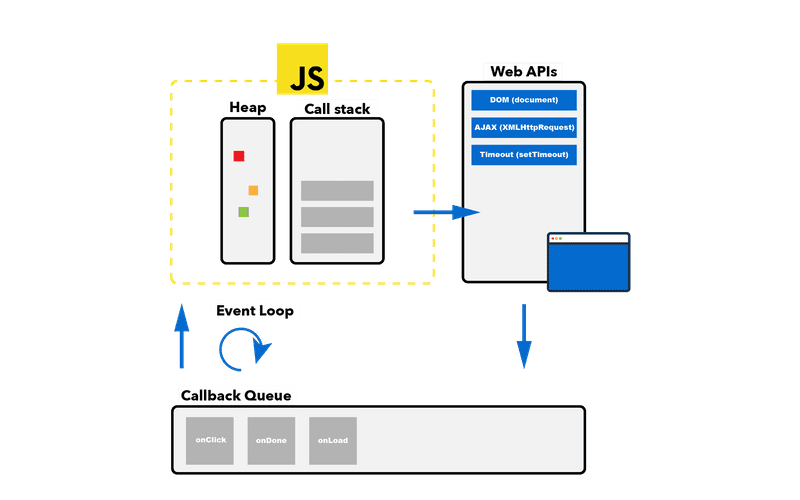 JS
Heap
Call stack
Web APIs
DOM (document)
AJAX (XMLHttpRequest)
Timeout (setTimeout)
Event Loop
Callback Queue
onClick
onDone
onLoad